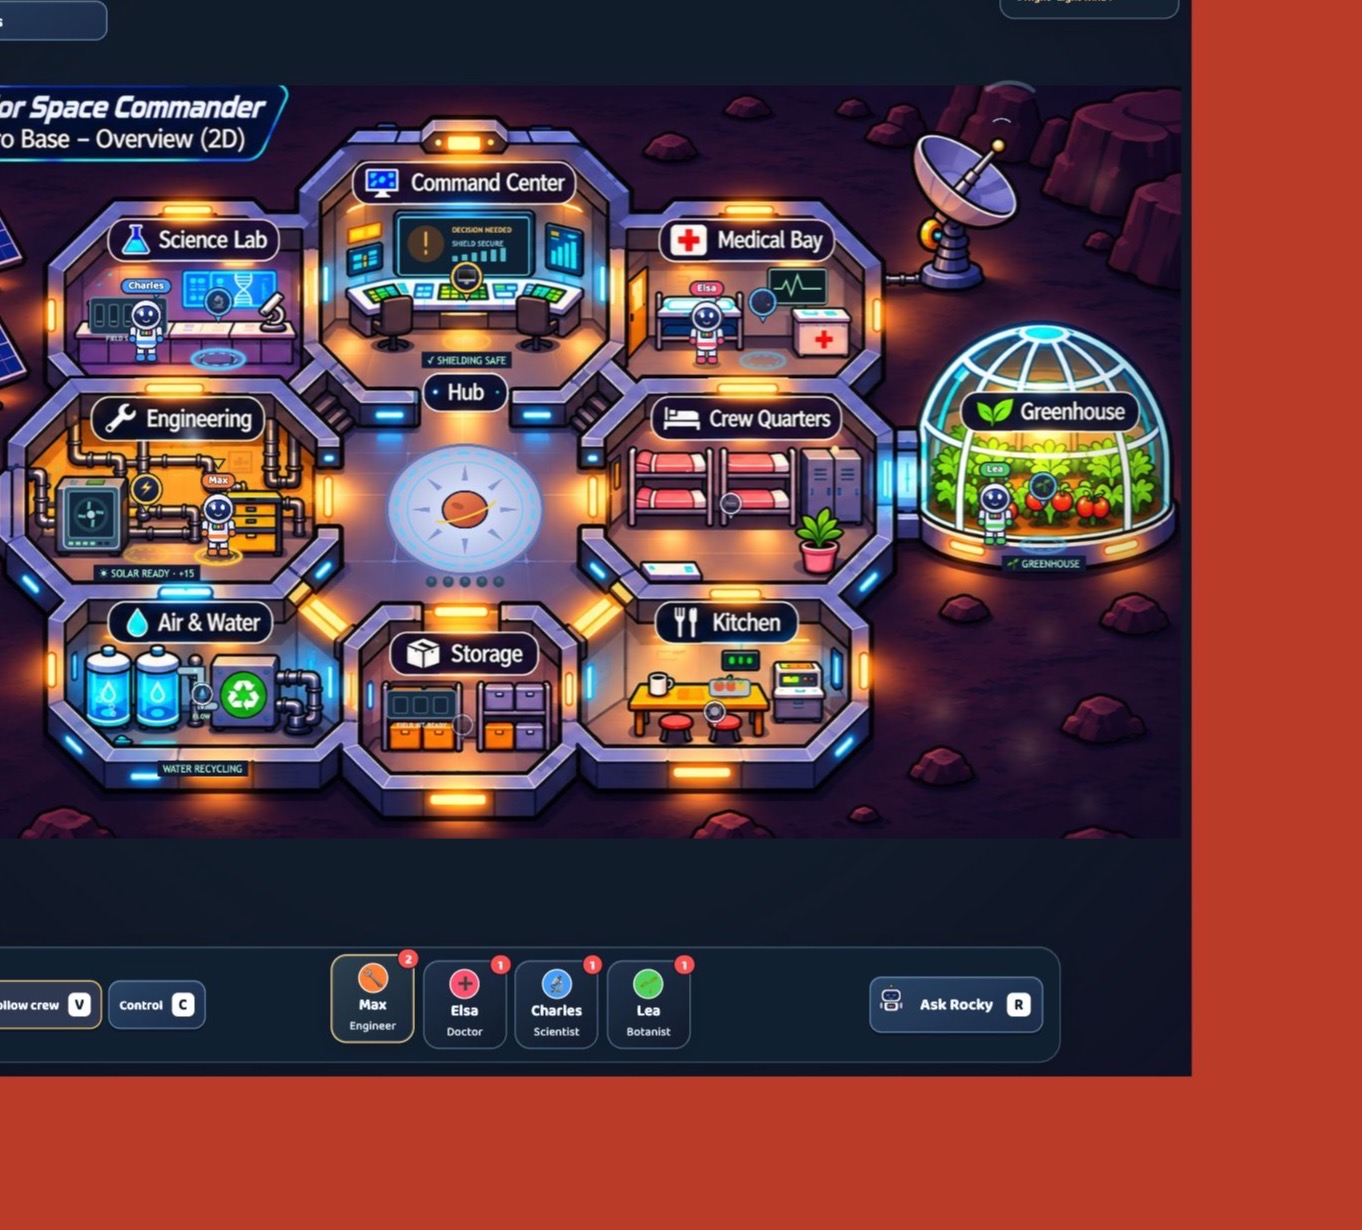 s
or Space Commander
ro Base – Overview (2D)
Command Center
DECISION NEEDED
SHIELD SECURE
Science Lab
Medical Bay
Charles
Elsa
✓ SHIELDING SAFE
Hub
Engineering
Crew Quarters
Greenhouse
Max
Lea
☀ SOLAR READY · +15
GREENHOUSE
Air & Water
Storage
Kitchen
FLOW
WATER RECYCLING
ollow crew V
Control C
2
Max
Engineer
1
Elsa
Doctor
1
Charles
Scientist
1
Lea
Botanist
Ask Rocky R